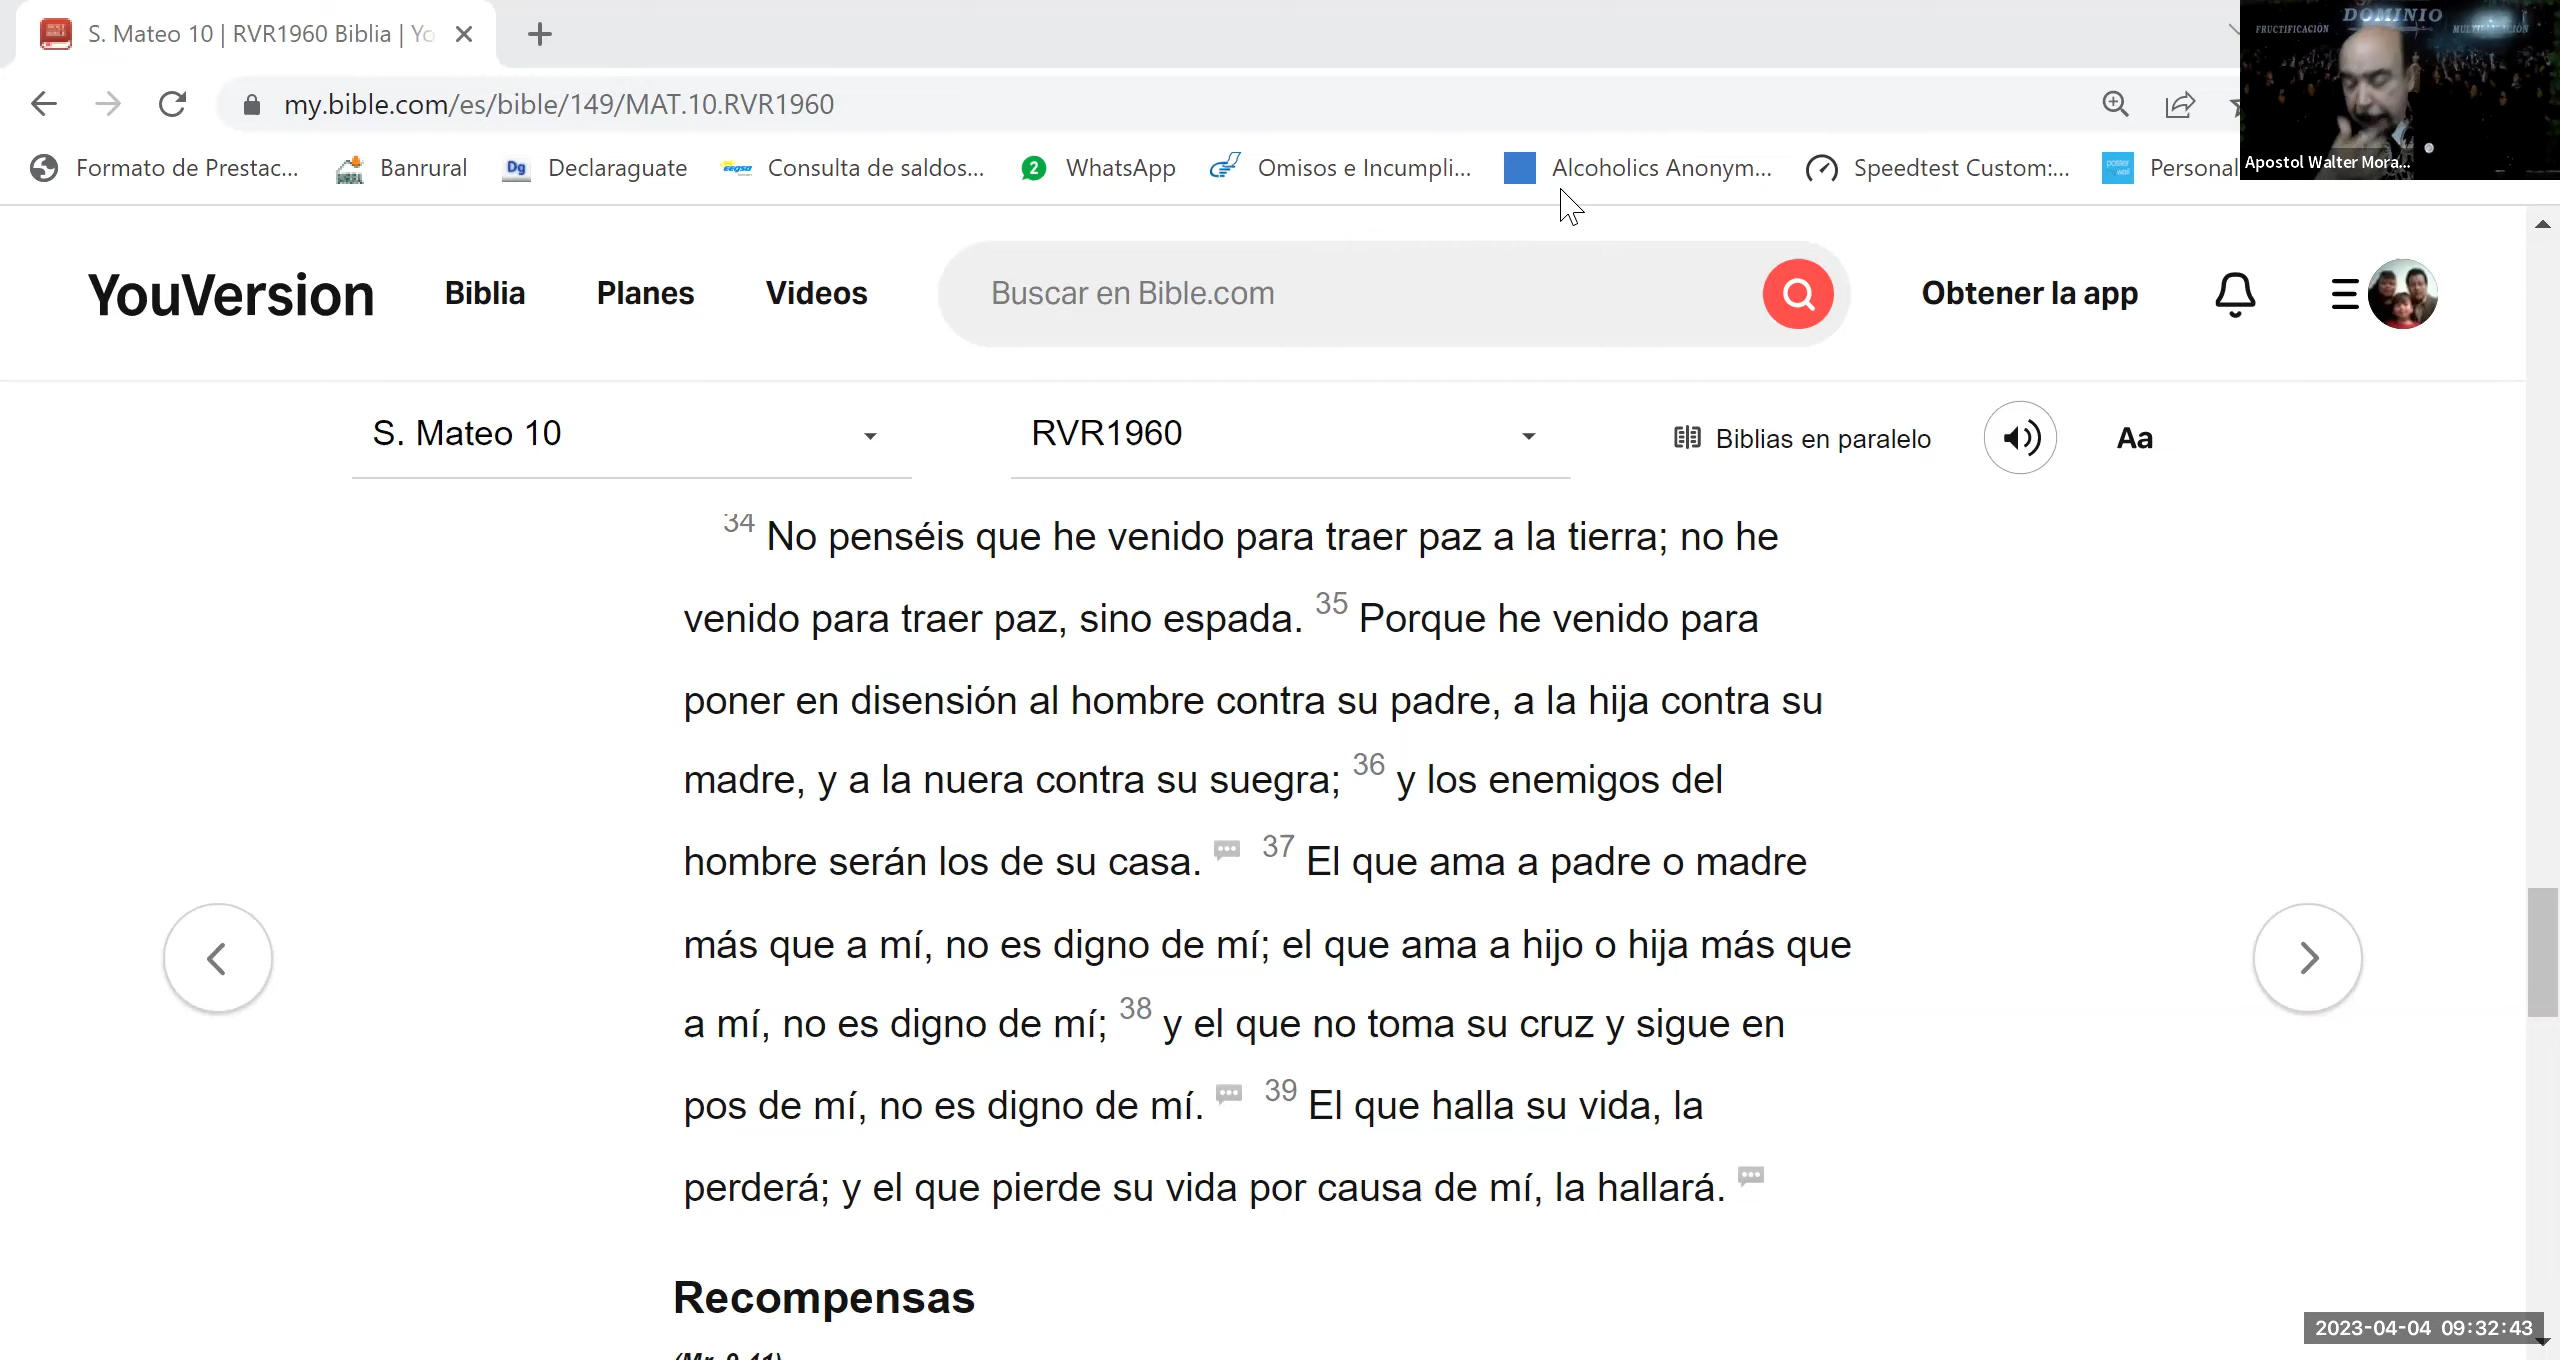 S. Mateo 10 | RVR1960 Biblia | Yo
my.bible.com/es/bible/149/MAT.10.RVR1960
Formato de Prestac... Banrural Dg Declaraguate eegsa Consulta de saldos... 2 WhatsApp Omisos e Incumpli... Alcoholics Anonym... Speedtest Custom:... Personal
DOMINIO
FRUCTIFICACIÓN MULTIPLICACIÓN
Apostol Walter Mora...
YouVersion Biblia Planes Videos Buscar en Bible.com Obtener la app
S. Mateo 10 RVR1960 Biblias en paralelo Aa
34 No penséis que he venido para traer paz a la tierra; no he
venido para traer paz, sino espada. 35 Porque he venido para
poner en disensión al hombre contra su padre, a la hija contra su
madre, y a la nuera contra su suegra; 36 y los enemigos del
hombre serán los de su casa. 37 El que ama a padre o madre
más que a mí, no es digno de mí; el que ama a hijo o hija más que
a mí, no es digno de mí; 38 y el que no toma su cruz y sigue en
pos de mí, no es digno de mí. 39 El que halla su vida, la
perderá; y el que pierde su vida por causa de mí, la hallará.
Recompensas
(Mr. 9.41)
2023-04-04 09:32:43